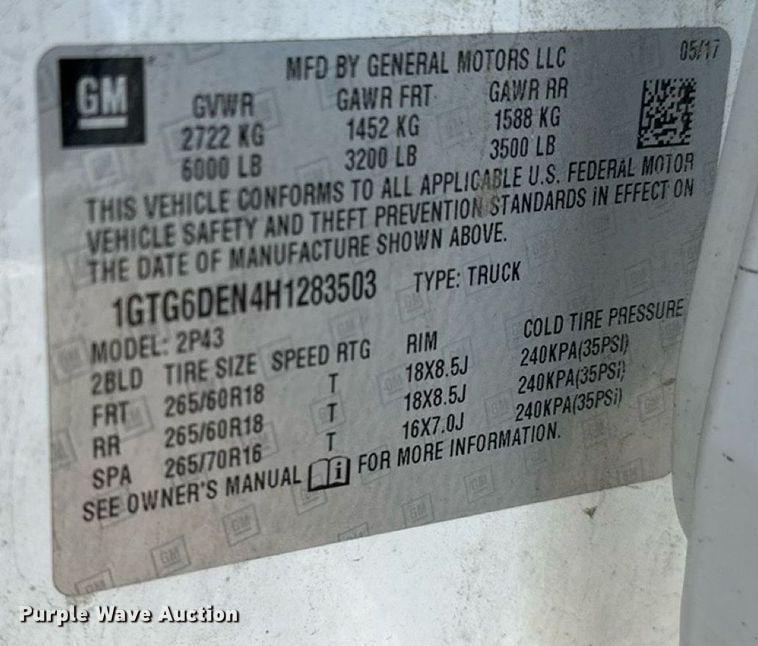 GM
MFD BY GENERAL MOTORS LLC 05/17
GVWR GAWR FRT GAWR RR
2722 KG 1452 KG 1588 KG
6000 LB 3200 LB 3500 LB
THIS VEHICLE CONFORMS TO ALL APPLICABLE U.S. FEDERAL MOTOR
VEHICLE SAFETY AND THEFT PREVENTION STANDARDS IN EFFECT ON
THE DATE OF MANUFACTURE SHOWN ABOVE.
1GTG6DEN4H1283503 TYPE: TRUCK
MODEL: 2P43
2BLD TIRE SIZE SPEED RTG RIM COLD TIRE PRESSURE
FRT 265/60R18 T 18X8.5J 240KPA(35PSI)
RR 265/60R18 T 18X8.5J 240KPA(35PSI)
SPA 265/70R16 T 16X7.0J 240KPA(35PSI)
SEE OWNER'S MANUAL i FOR MORE INFORMATION.
Purple Wave Auction